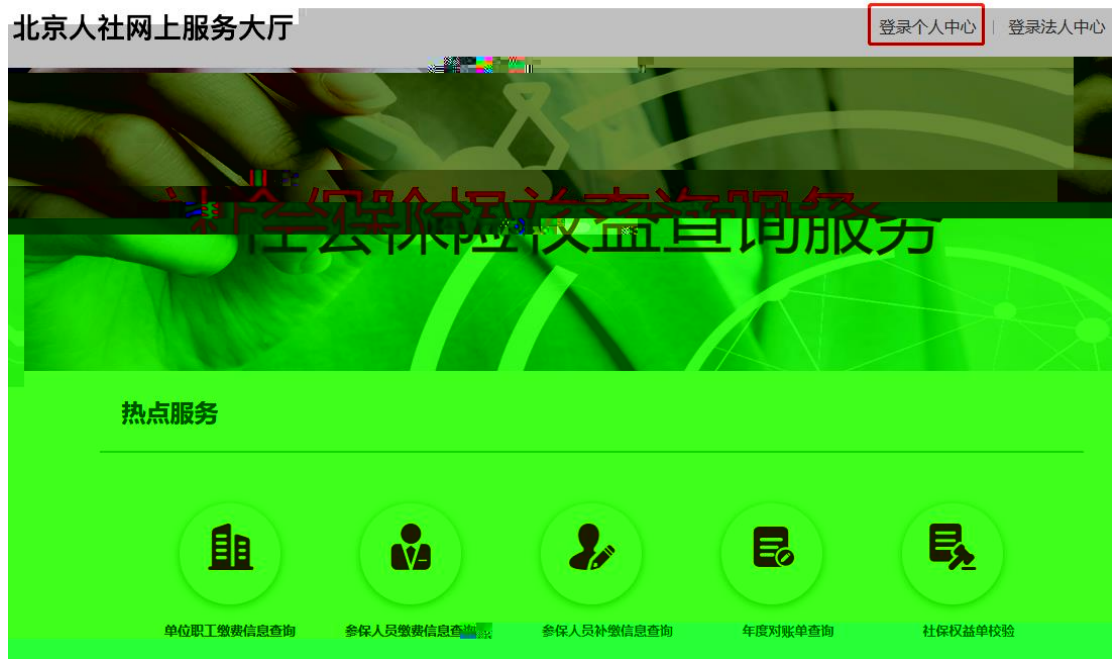 北京人社网上服务大厅
登录个人中心 | 登录法人中心
社会保险权益查询服务
热点服务
单位职工缴费信息查询 参保人员缴费信息查询 参保人员补缴信息查询 年度对账单查询 社保权益单校验